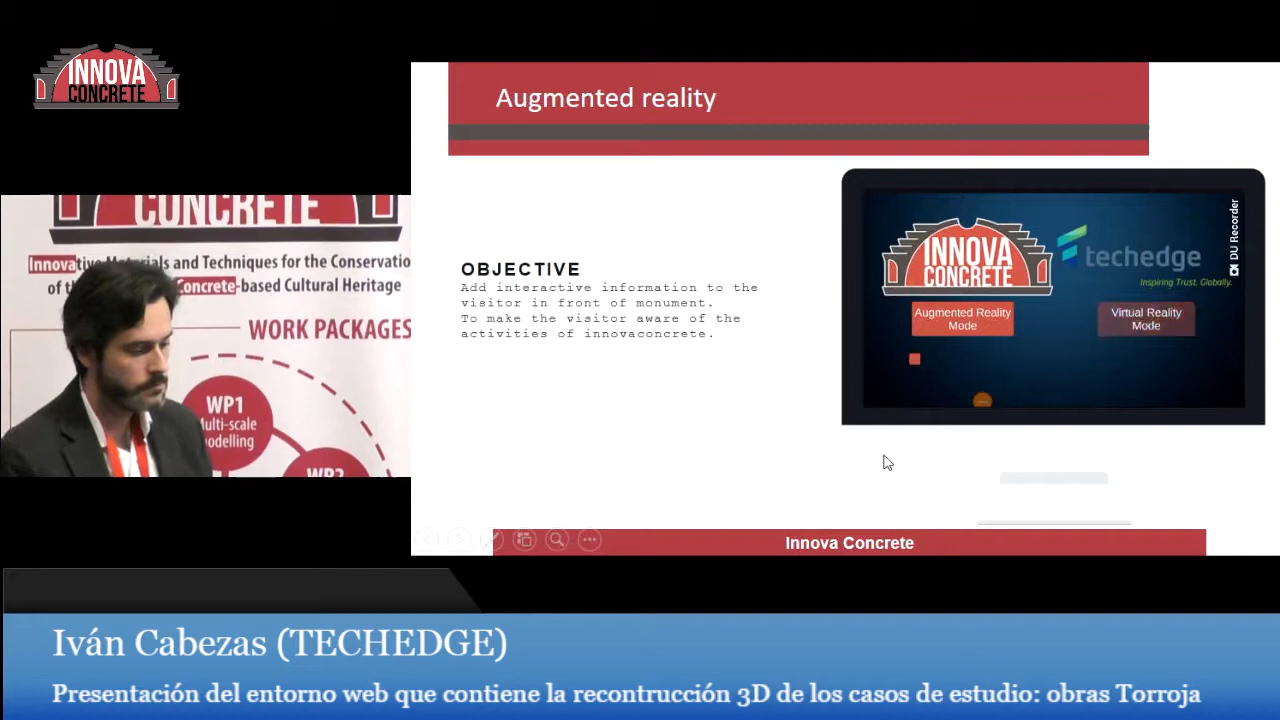 INNOVA
CONCRETE
Augmented reality
CONCRETE
Innovative Materials and Techniques for the Conservatio
of the Concrete-based Cultural Heritage
WORK PACKAGES
WP1
Multi-scale
modelling
WP2
OBJECTIVE
Add interactive information to the
visitor in front of monument.
To make the visitor aware of the
activities of innovaconcrete.
INNOVA
CONCRETE
techedge
Inspiring Trust. Globally.
DU Recorder
Augmented Reality
Mode
Virtual Reality
Mode
Innova Concrete
Iván Cabezas (TECHEDGE)
Presentación del entorno web que contiene la recontrucción 3D de los casos de estudio: obras Torroja